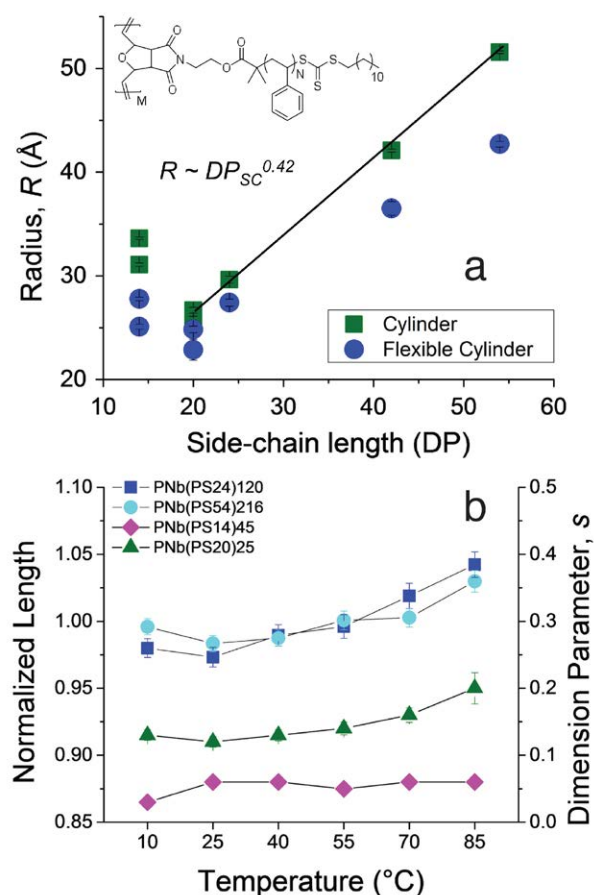 O
O
O
N
O
O
M
N
S
S
S
10
R ~ DP_SC^0.42
a
Cylinder
Flexible Cylinder
50
40
30
20
10 20 30 40 50 60
Radius, R (Å)
Side-chain length (DP)
PNb(PS24)120
PNb(PS54)216
PNb(PS14)45
PNb(PS20)25
b
1.10
1.05
1.00
0.95
0.90
0.85
0.5
0.4
0.3
0.2
0.1
0.0
10 25 40 55 70 85
Normalized Length
Dimension Parameter, s
Temperature (°C)